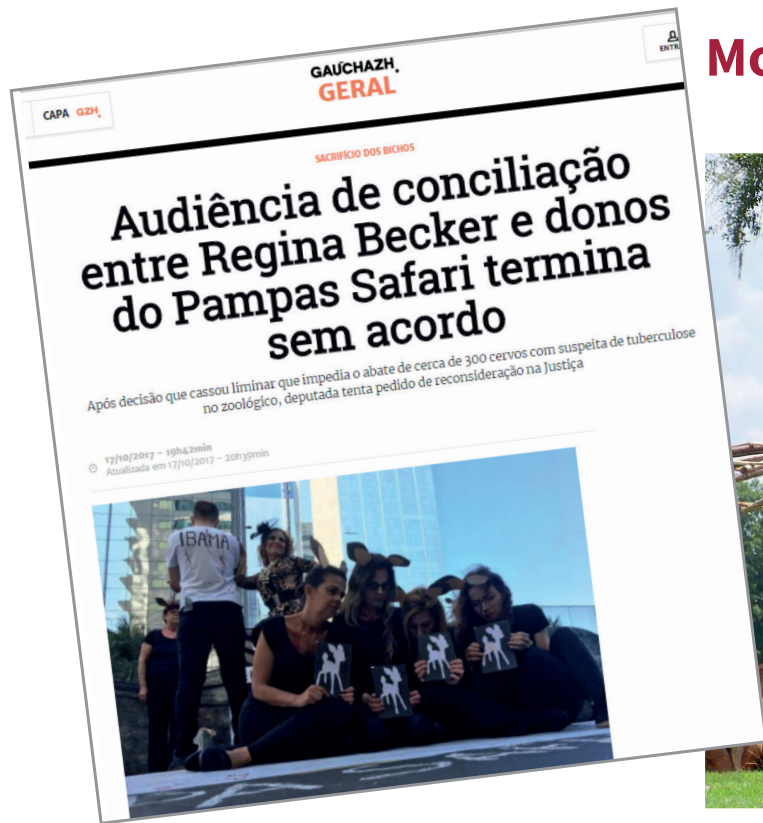 CAPA GZH
GAÚCHAZH
GERAL
ENTR
Mo
SACRIFÍCIO DOS BICHOS
Audiência de conciliação
entre Regina Becker e donos
do Pampas Safari termina
sem acordo
Após decisão que cassou liminar que impedia o abate de cerca de 300 cervos com suspeita de tuberculose
no zoológico, deputada tenta pedido de reconsideração na Justiça
17/10/2017 - 19h42min
Atualizada em 17/10/2017 - 20h39min
IBAMA